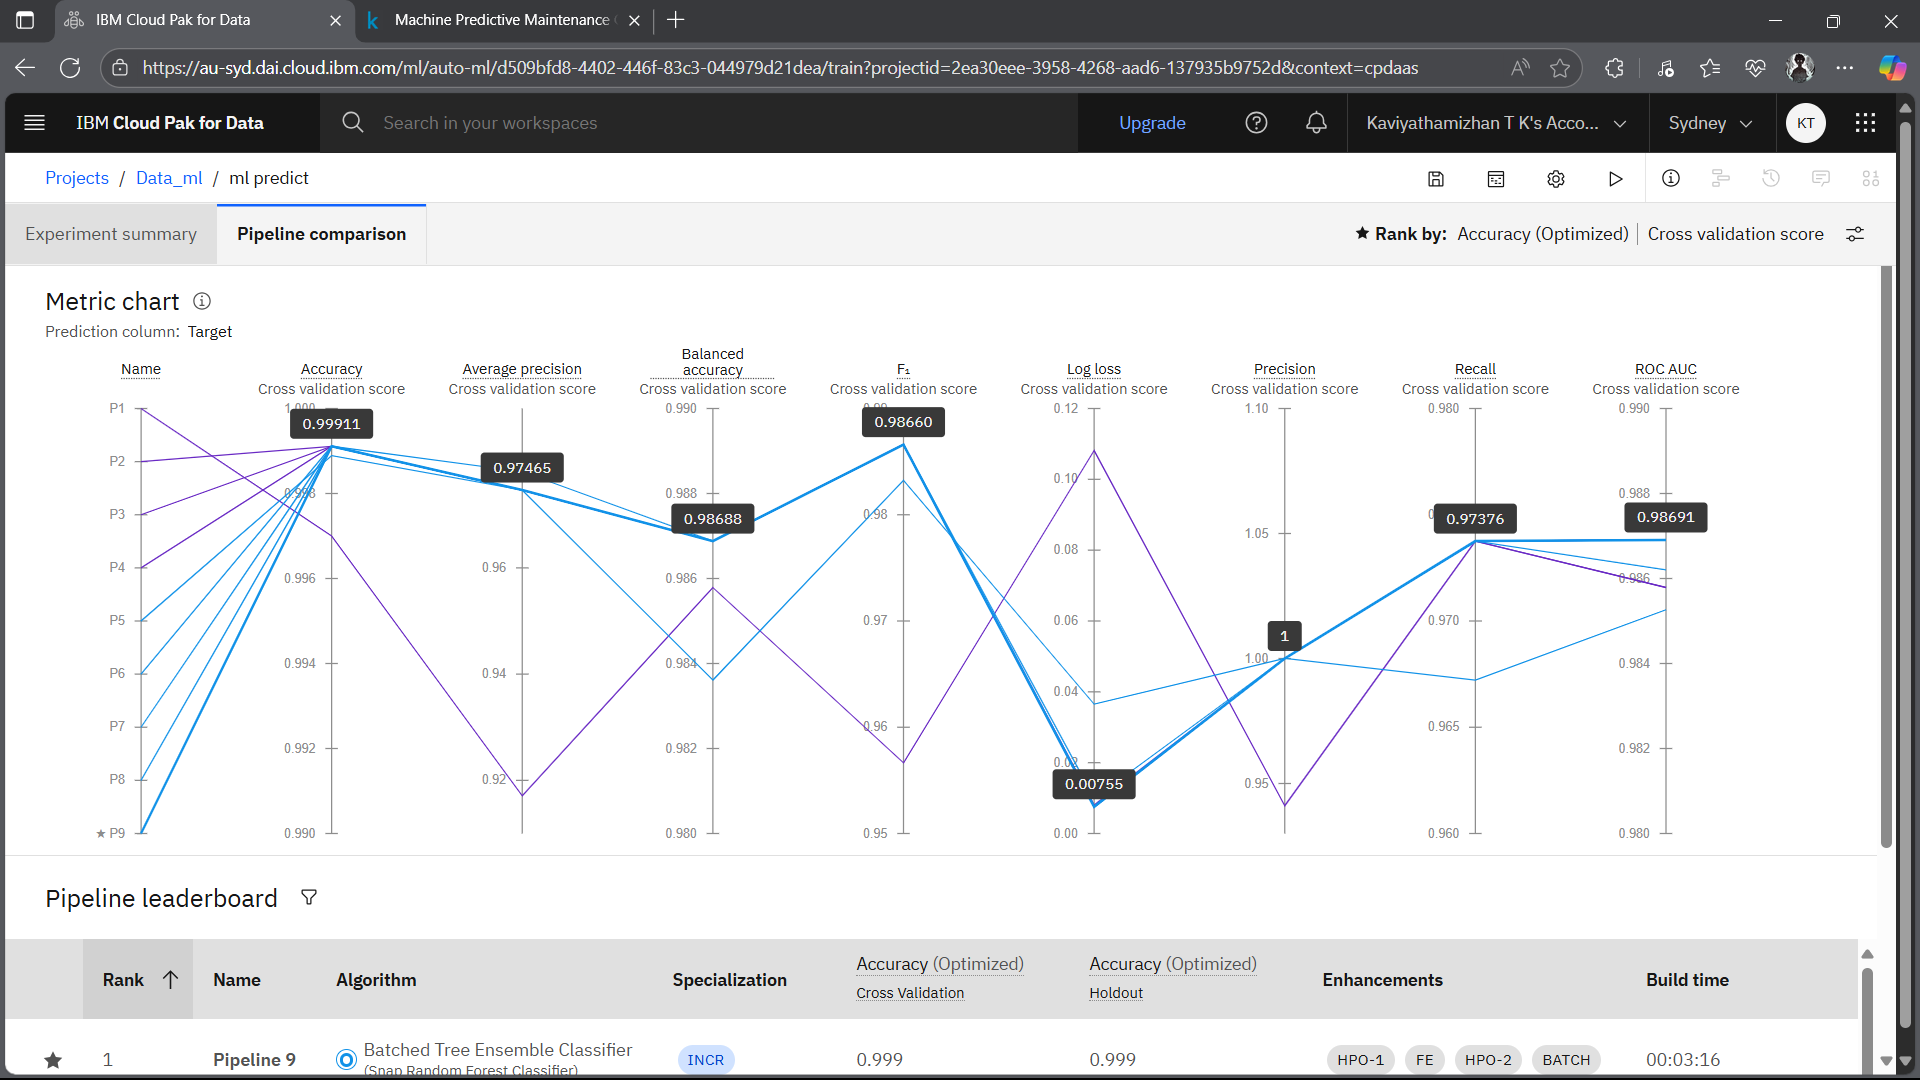 IBM Cloud Pak for Data
Machine Predictive Maintenance
https://au-syd.dai.cloud.ibm.com/ml/auto-ml/d509bfd8-4402-446f-83c3-044979d21dea/train?projectid=2ea30eee-3958-4268-aad6-137935b9752d&context=cpdaas
IBM Cloud Pak for Data
Search in your workspaces
Upgrade
Kaviyathamizhan T K's Acco...
Sydney
KT
Projects / Data_ml / ml predict
Experiment summary
Pipeline comparison
★ Rank by: Accuracy (Optimized) | Cross validation score
Metric chart
Prediction column: Target
Name
Accuracy
Cross validation score
Average precision
Cross validation score
Balanced
accuracy
Cross validation score
F₁
Cross validation score
Log loss
Cross validation score
Precision
Cross validation score
Recall
Cross validation score
ROC AUC
Cross validation score
P1
P2
P3
P4
P5
P6
P7
P8
★ P9
1.000
0.99911
0.998
0.996
0.994
0.992
0.990
0.97465
0.96
0.94
0.92
0.990
0.988
0.98688
0.986
0.984
0.982
0.980
0.99
0.98660
0.98
0.97
0.96
0.95
0.12
0.10
0.08
0.06
0.04
0.02
0.00755
0.00
1.10
1.05
1
1.00
0.95
0.980
0.97376
0.970
0.965
0.960
0.990
0.988
0.98691
0.986
0.984
0.982
0.980
Pipeline leaderboard
Rank
Name
Algorithm
Specialization
Accuracy (Optimized)
Cross Validation
Accuracy (Optimized)
Holdout
Enhancements
Build time
★ 1
Pipeline 9
Batched Tree Ensemble Classifier
(Snap Random Forest Classifier)
INCR
0.999
0.999
HPO-1
FE
HPO-2
BATCH
00:03:16